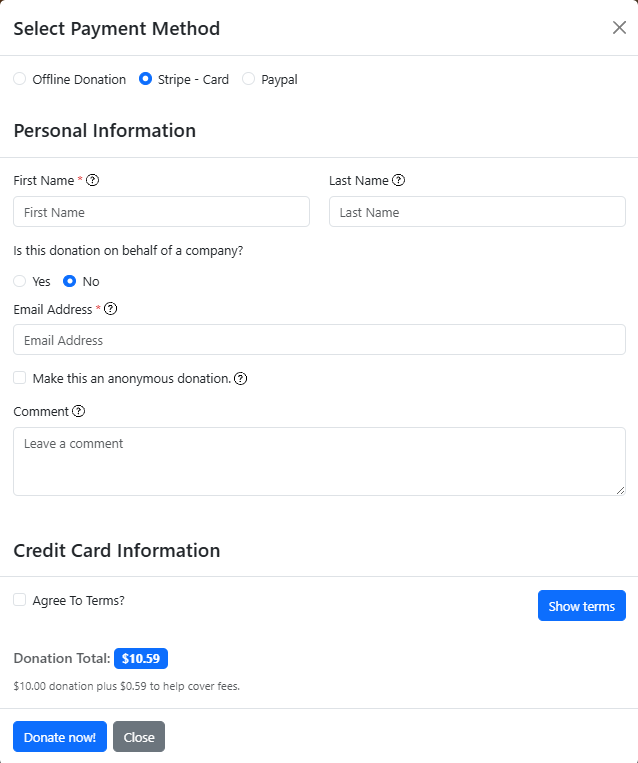 Select Payment Method
Offline Donation Stripe - Card Paypal
Personal Information
First Name * ? Last Name ?
First Name Last Name
Is this donation on behalf of a company?
Yes No
Email Address * ?
Email Address
Make this an anonymous donation. ?
Comment ?
Leave a comment
Credit Card Information
Agree To Terms? Show terms
Donation Total: $10.59
$10.00 donation plus $0.59 to help cover fees.
Donate now! Close